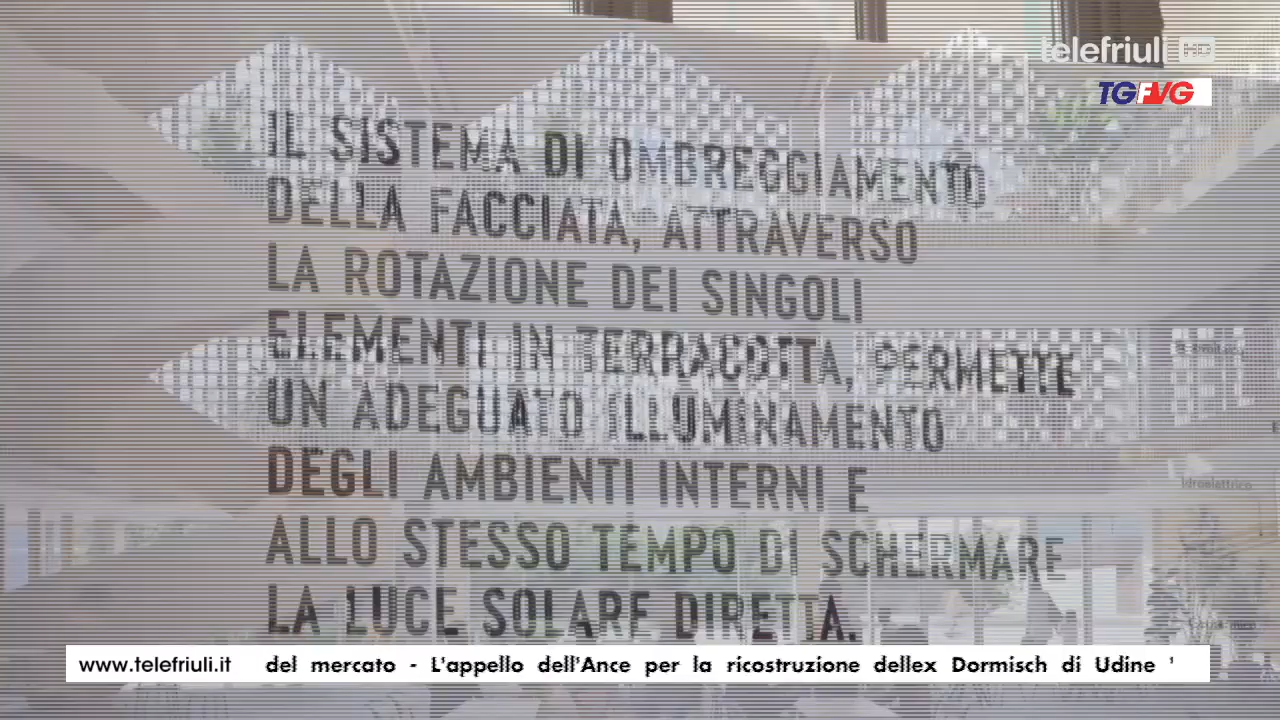 telefriuli HD
TGFVG
IL SISTEMA DI OMBREGGIAMENTO
DELLA FACCIATA, ATTRAVERSO
LA ROTAZIONE DEI SINGOLI
ELEMENTI IN TERRACOTTA, PERMETTE
UN ADEGUATO ILLUMINAMENTO
DEGLI AMBIENTI INTERNI E
Idroelettrico
ALLO STESSO TEMPO DI SCHERMARE
LA LUCE SOLARE DIRETTA.
www.telefriuli.it del mercato - L'appello dell'Ance per la ricostruzione dellex Dormisch di Udine